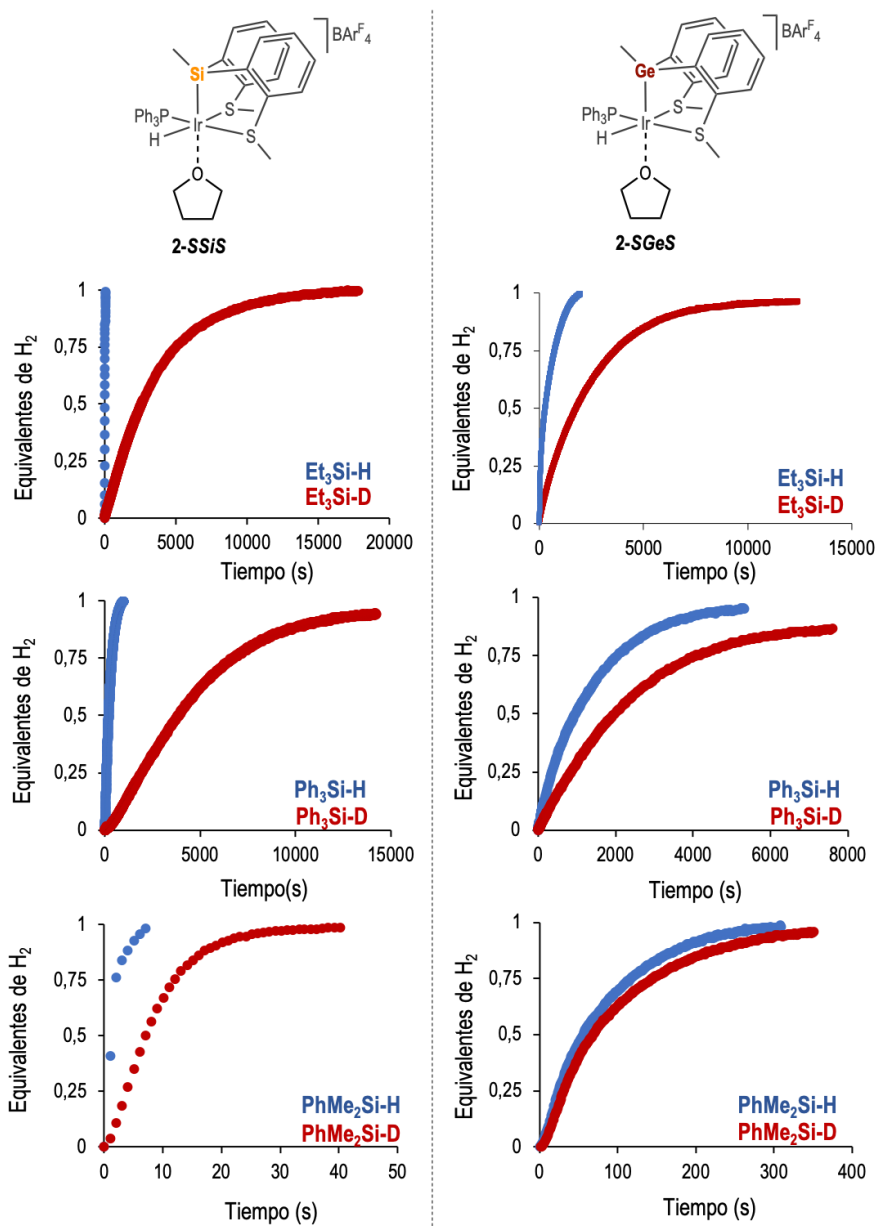 BArF4
Si
Ph3P
Ir
S
H
S
O
2-SSiS
BArF4
Ge
Ph3P
Ir
S
H
S
O
2-SGeS
Equivalentes de H2
1
0,75
0,5
0,25
0
Et3Si-H
Et3Si-D
0
5000
10000
15000
20000
Tiempo (s)
Equivalentes de H2
1
0,75
0,5
0,25
0
Et3Si-H
Et3Si-D
0
5000
10000
15000
Tiempo (s)
Equivalentes de H2
1
0,75
0,5
0,25
0
Ph3Si-H
Ph3Si-D
0
5000
10000
15000
Tiempo(s)
Equivalentes de H2
1
0,75
0,5
0,25
0
Ph3Si-H
Ph3Si-D
0
2000
4000
6000
8000
Tiempo (s)
Equivalentes de H2
1
0,75
0,5
0,25
0
PhMe2Si-H
PhMe2Si-D
0
10
20
30
40
50
Tiempo (s)
Equivalentes de H2
1
0,75
0,5
0,25
0
PhMe2Si-H
PhMe2Si-D
0
100
200
300
400
Tiempo (s)